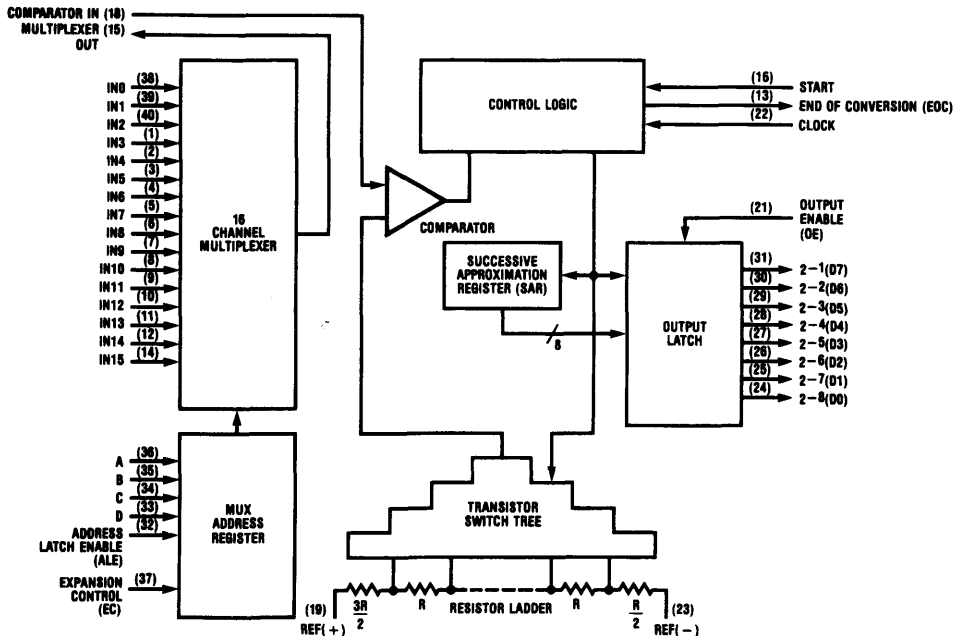 COMPARATOR IN (18)
MULTIPLEXER (15)
OUT
IN0 (38)
IN1 (39)
IN2 (40)
IN3 (1)
IN4 (2)
IN5 (3)
IN6 (4)
IN7 (5)
IN8 (6)
IN9 (7)
IN10 (8)
IN11 (9)
IN12 (10)
IN13 (11)
IN14 (12)
IN15 (14)
16
CHANNEL
MULTIPLEXER
CONTROL LOGIC
(16) START
(13) END OF CONVERSION (EOC)
(22) CLOCK
COMPARATOR
SUCCESSIVE
APPROXIMATION
REGISTER (SAR)
8
(21) OUTPUT
ENABLE
(OE)
OUTPUT
LATCH
(31) 2-1(D7)
(30) 2-2(D6)
(29) 2-3(D5)
(28) 2-4(D4)
(27) 2-5(D3)
(26) 2-6(D2)
(25) 2-7(D1)
(24) 2-8(D0)
A (36)
B (35)
C (34)
D (33)
ADDRESS (32)
LATCH ENABLE
(ALE)
EXPANSION (37)
CONTROL
(EC)
MUX
ADDRESS
REGISTER
TRANSISTOR
SWITCH TREE
(19)
REF(+)
3R
2
R
RESISTOR LADDER
R
R
2
(23)
REF(-)